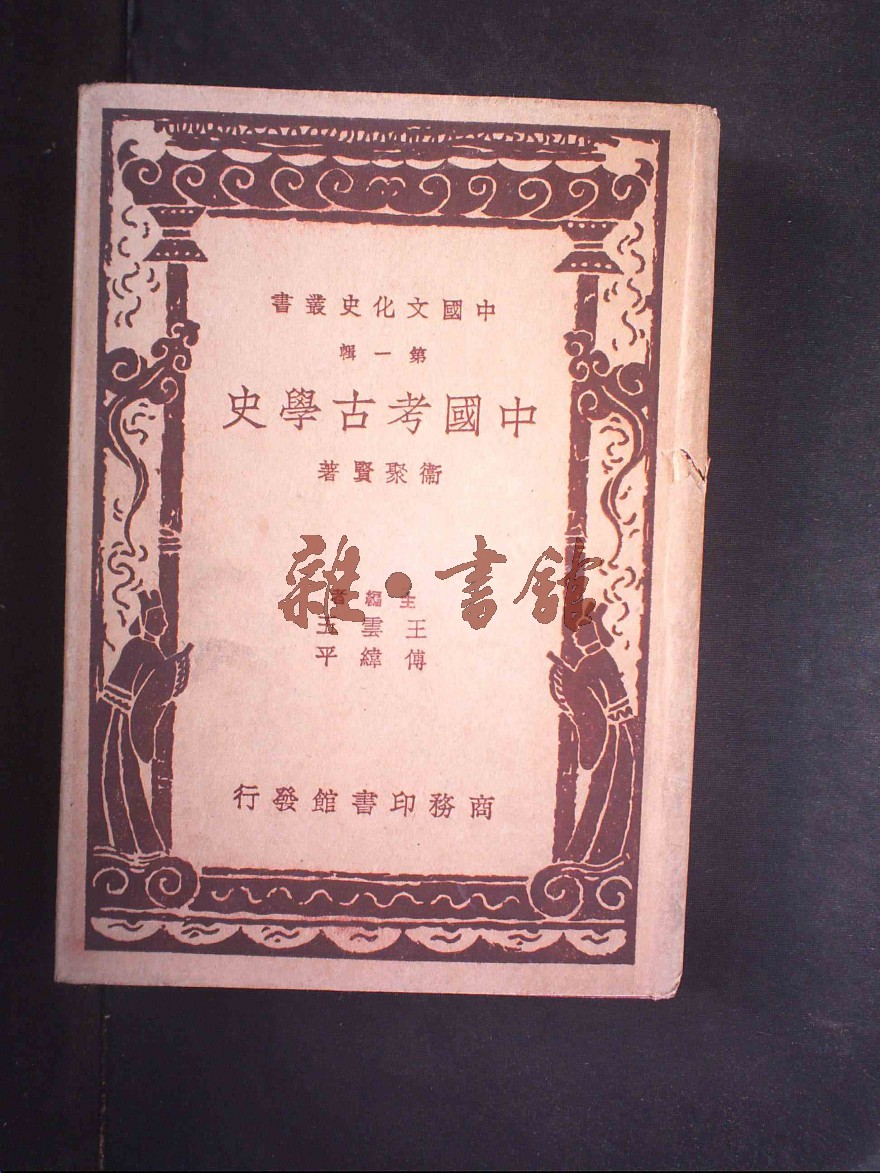 中國文化史叢書
第一輯
中國考古學史
衞聚賢著
主編者
王雲五
傅緯平
商務印書館發行
雜·書館